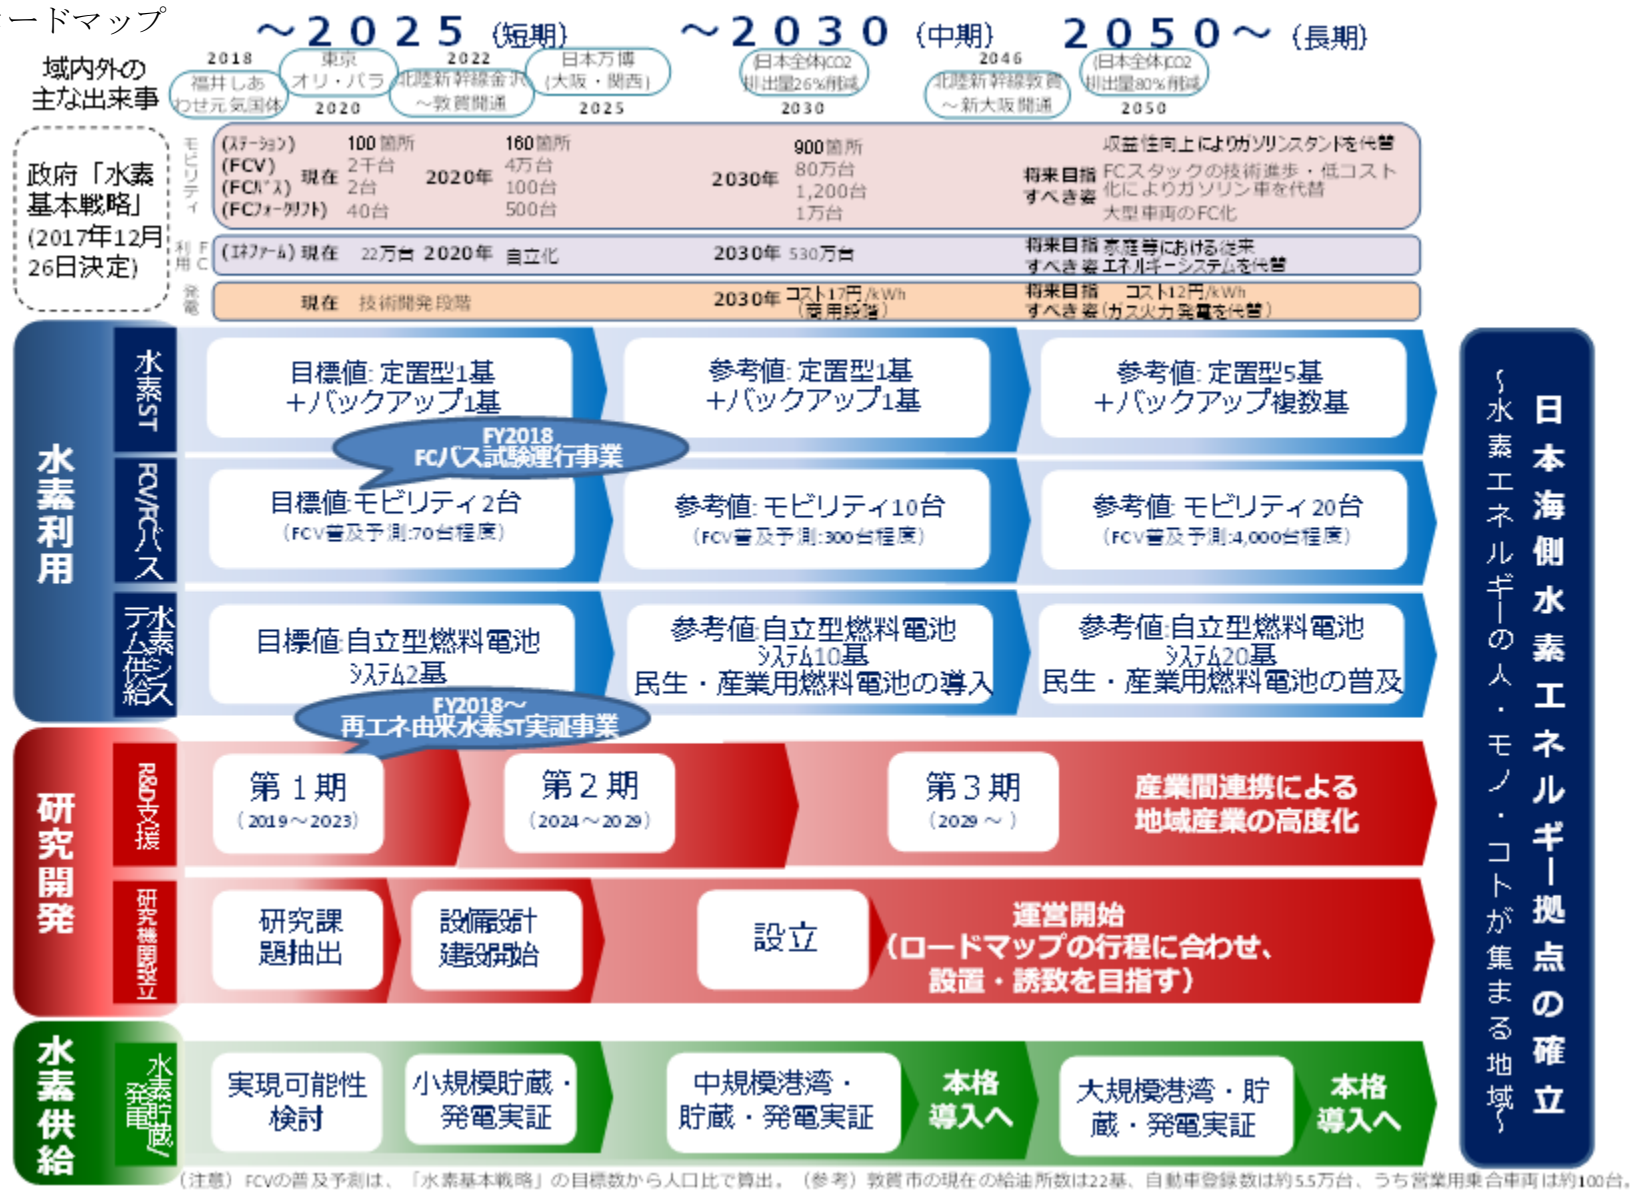 ードマップ
～2025（短期）
～2030（中期）
2050～（長期）
域内外の
主な出来事
2018
福井しあ
わせ元気国体
東京
オリ・パラ
2020
2022
北陸新幹線金沢
～敦賀開通
日本万博
（大阪・関西）
2025
(日本全体)CO2
排出量26%削減
2030
2046
北陸新幹線敦賀
～新大阪開通
(日本全体)CO2
排出量80%削減
2050
政府「水素
基本戦略」
(2017年12月
26日決定)
モビリティ
(ステーション)
(FCV)
(FCバス)
(FCフォークリフト)
現在
100箇所
2千台
2台
40台
2020年
160箇所
4万台
100台
500台
2030年
900箇所
80万台
1,200台
1万台
将来目指
すべき姿
収益性向上によりガソリンスタンドを代替
FCスタックの技術進歩・低コスト
化によりガソリン車を代替
大型車両のFC化
FC
利用
(エネファーム) 現在 22万台 2020年 自立化
2030年 530万台
将来目指
すべき姿
家庭等における従来
エネルギーシステムを代替
発電
現在 技術開発段階
2030年
コスト17円/kWh
（商用段階）
将来目指
すべき姿
コスト12円/kWh
（ガス火力発電を代替）
水素利用
水素ST
目標値: 定置型1基
＋バックアップ1基
参考値: 定置型1基
＋バックアップ1基
参考値: 定置型5基
＋バックアップ複数基
FY2018
FCバス試験運行事業
FCV/FCバス
目標値:モビリティ2台
（FCV普及予測:70台程度）
参考値: モビリティ10台
（FCV普及予測:300台程度）
参考値: モビリティ20台
（FCV普及予測:4,000台程度）
水素シス
テム供給
目標値:自立型燃料電池
システム2基
参考値:自立型燃料電池
システム10基
民生・産業用燃料電池の導入
参考値:自立型燃料電池
システム20基
民生・産業用燃料電池の普及
FY2018～
再エネ由来水素ST実証事業
研究開発
R&D支援
第１期
（2019～2023）
第２期
（2024～2029）
第３期
（2029～ ）
産業間連携による
地域産業の高度化
研究機関設立
研究課
題抽出
設備設計
建設開始
設立
運営開始
（ロードマップの行程に合わせ、
設置・誘致を目指す）
水素供給
水素貯蔵/
発電
実現可能性
検討
小規模貯蔵・
発電実証
中規模港湾・
貯蔵・発電実証
本格
導入へ
大規模港湾・貯
蔵・発電実証
本格
導入へ
日本海側水素エネルギー拠点の確立
～水素エネルギーの人・モノ・コトが集まる地域～
（注意）FCVの普及予測は、「水素基本戦略」の目標数から人口比で算出。（参考）敦賀市の現在の給油所数は22基、自動車登録数は約5.5万台、うち営業用乗合車両は約100台。